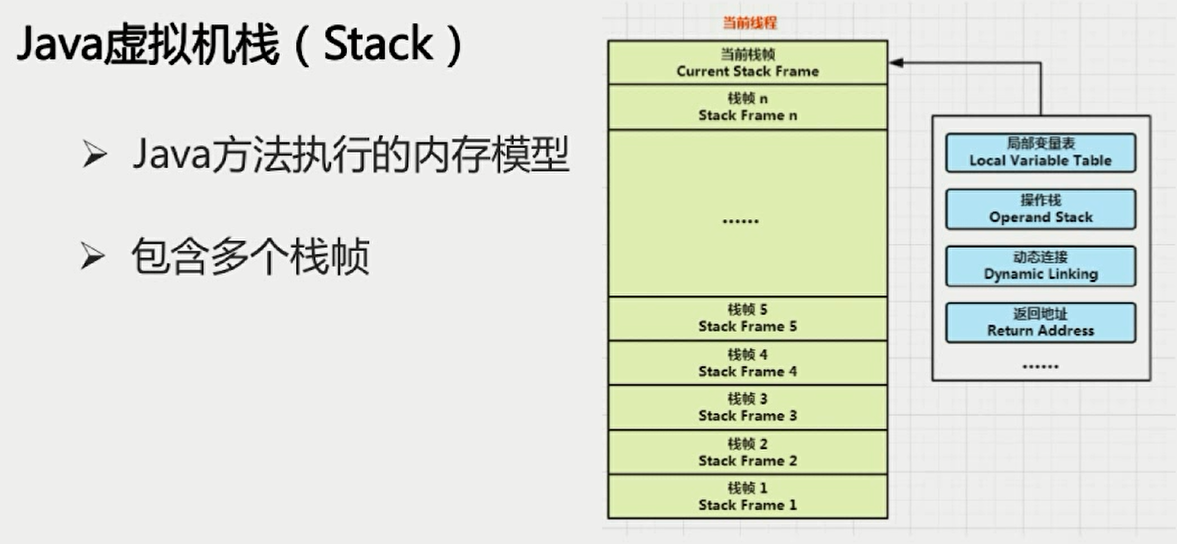 Java虚拟机栈（Stack）
➢ Java方法执行的内存模型
➢ 包含多个栈帧
当前线程
当前栈帧
Current Stack Frame
栈帧 n
Stack Frame n
......
栈帧 5
Stack Frame 5
栈帧 4
Stack Frame 4
栈帧 3
Stack Frame 3
栈帧 2
Stack Frame 2
栈帧 1
Stack Frame 1
局部变量表
Local Variable Table
操作栈
Operand Stack
动态连接
Dynamic Linking
返回地址
Return Address
......